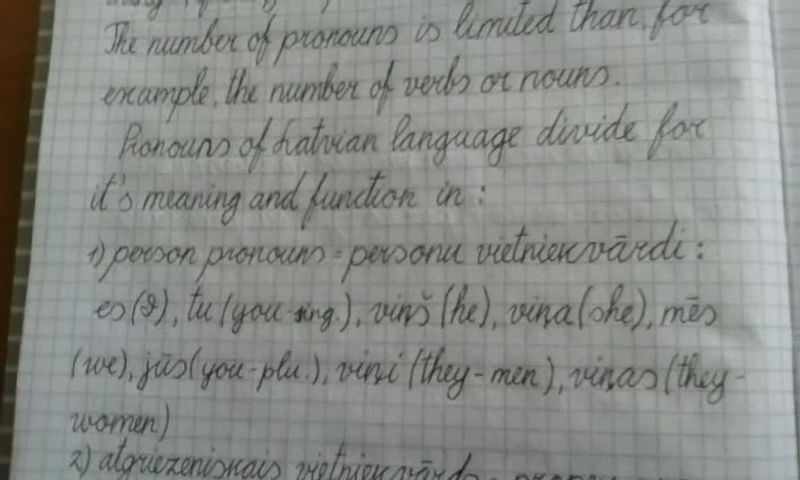 The number of pronouns is limited than, for
example, the number of verbs or nouns.
Pronouns of Latvian language divide for
it's meaning and function in:
1) person pronouns = personu vietniekvārdi:
es (I), tu (you-sing.), viņš (he), viņa (she), mēs
(we), jūs (you-plu.), viņi (they-men), viņas (they-
women)
2) atgriezeniskais vietniekvārds